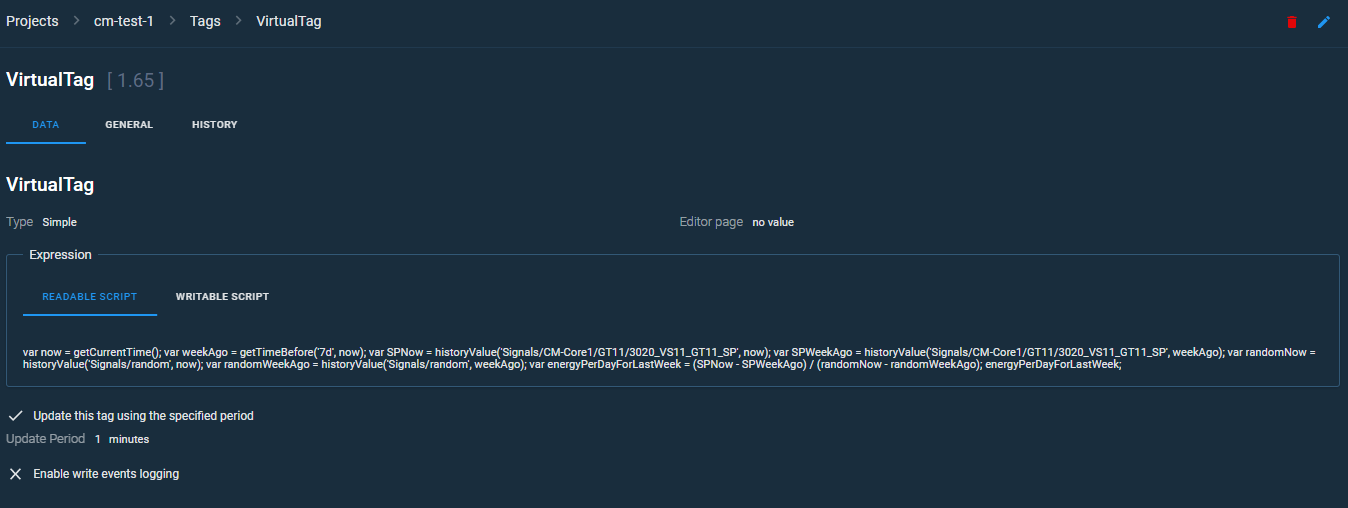 Projects > cm-test-1 > Tags > VirtualTag
VirtualTag [ 1.65 ]
DATA GENERAL HISTORY
VirtualTag
Type Simple Editor page no value
Expression
READABLE SCRIPT WRITABLE SCRIPT
var now = getCurrentTime(); var weekAgo = getTimeBefore('7d', now); var SPNow = historyValue('Signals/CM-Core1/GT11/3020_VS11_GT11_SP', now); var SPWeekAgo = historyValue('Signals/CM-Core1/GT11/3020_VS11_GT11_SP', weekAgo); var randomNow =
historyValue('Signals/random', now); var randomWeekAgo = historyValue('Signals/random', weekAgo); var energyPerDayForLastWeek = (SPNow - SPWeekAgo) / (randomNow - randomWeekAgo); energyPerDayForLastWeek;
Update this tag using the specified period
Update Period 1 minutes
Enable write events logging